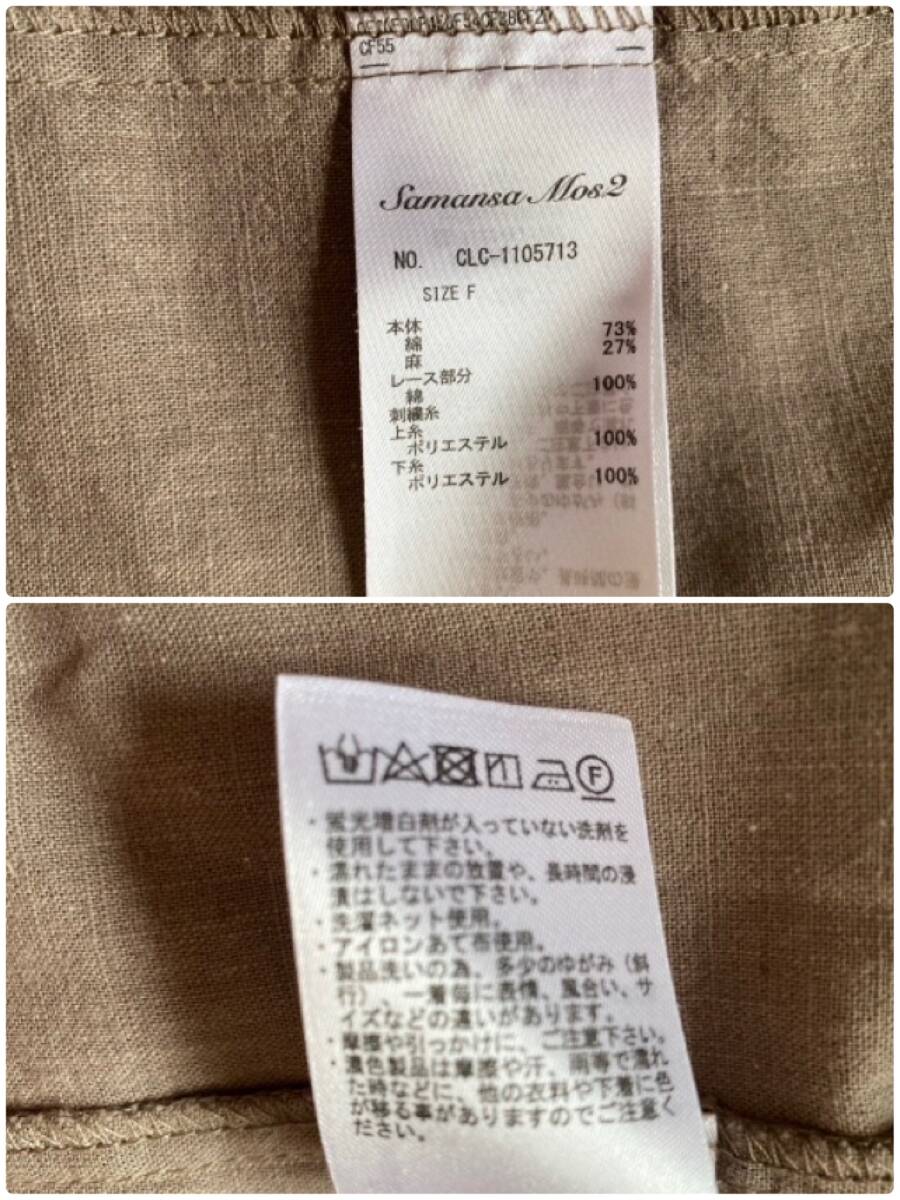 CF55
Samansa Mos2
NO. CLC-1105713
SIZE F
本体
綿 73%
麻 27%
レース部分
綿 100%
刺繍糸
上糸
ポリエステル 100%
下糸
ポリエステル 100%
F
・蛍光増白剤が入っていない洗剤を
使用して下さい。
・濡れたままの放置や、長時間の浸
漬はしないで下さい。
・洗濯ネット使用。
・アイロンあて布使用。
・製品洗いの為、多少のゆがみ（斜
行）、一着毎に表情、風合い、サ
イズなどの違いがあります。
・摩擦や引っかけに、ご注意下さい。
・濃色製品は摩擦や汗、雨等で濡れ
た時などに、他の衣料や下着に色
が移る事がありますのでご注意く
ださい。